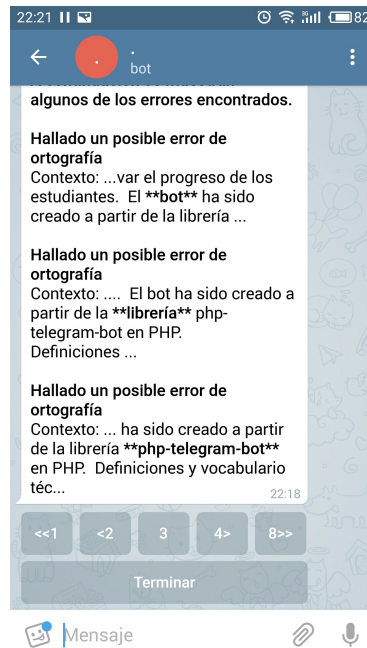 22:21
82
.
.
bot
algunos de los errores encontrados.
Hallado un posible error de
ortografía
Contexto: ...var el progreso de los
estudiantes.  El **bot** ha sido
creado a partir de la librería ...
Hallado un posible error de
ortografía
Contexto: ....  El bot ha sido creado a
partir de la **librería** php-
telegram-bot en PHP.
Definiciones ...
Hallado un posible error de
ortografía
Contexto: ... ha sido creado a partir
de la librería **php-telegram-bot**
en PHP.  Definiciones y vocabulario
téc...
22:18
<<1 <2 3 4> 8>>
Terminar
Mensaje